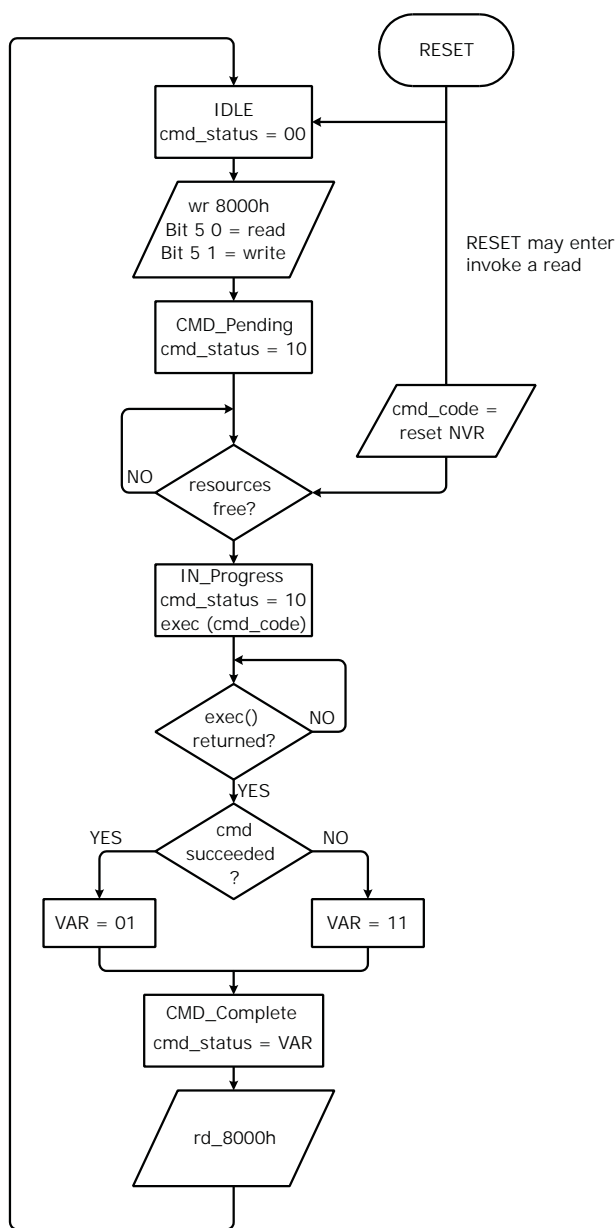 RESET
IDLE
cmd_status = 00
wr 8000h
Bit 5 0 = read
Bit 5 1 = write
RESET may enter
invoke a read
CMD_Pending
cmd_status = 10
cmd_code =
reset NVR
NO
resources
free?
IN_Progress
cmd_status = 10
exec (cmd_code)
exec()
returned?
NO
YES
YES
cmd
succeeded
?
NO
VAR = 01
VAR = 11
CMD_Complete
cmd_status = VAR
rd_8000h